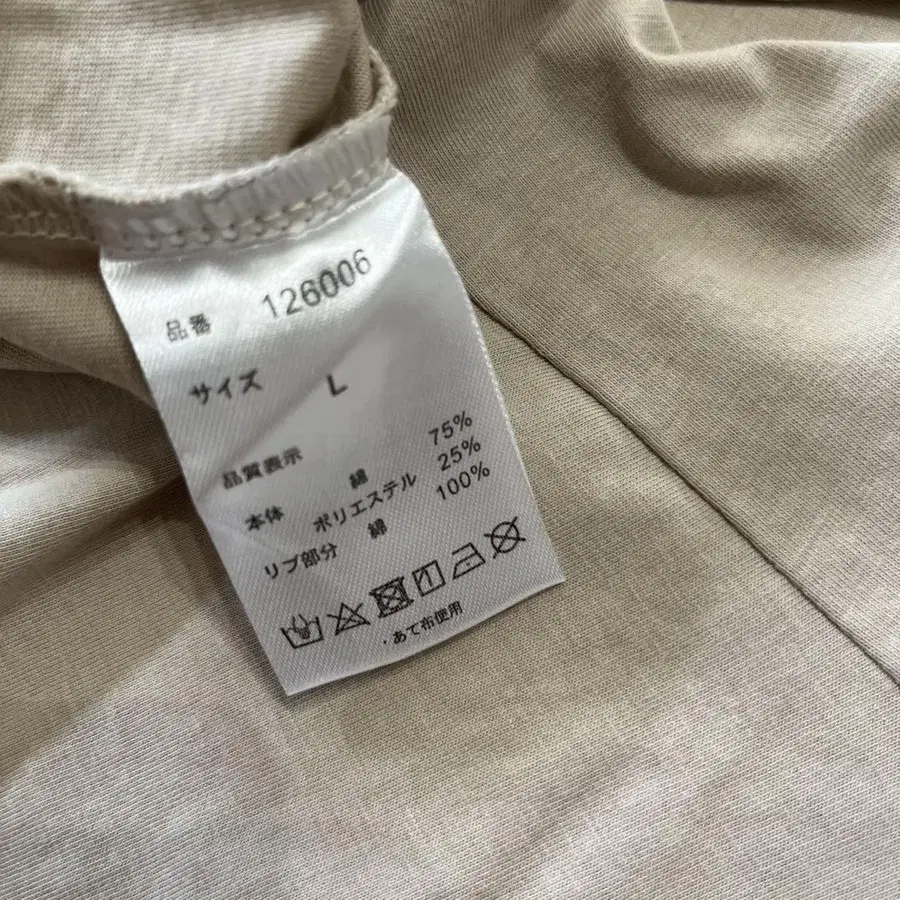 品番 126006
サイズ L
品質表示
本体 綿 75%
ポリエステル 25%
リブ部分 綿 100%
・あて布使用